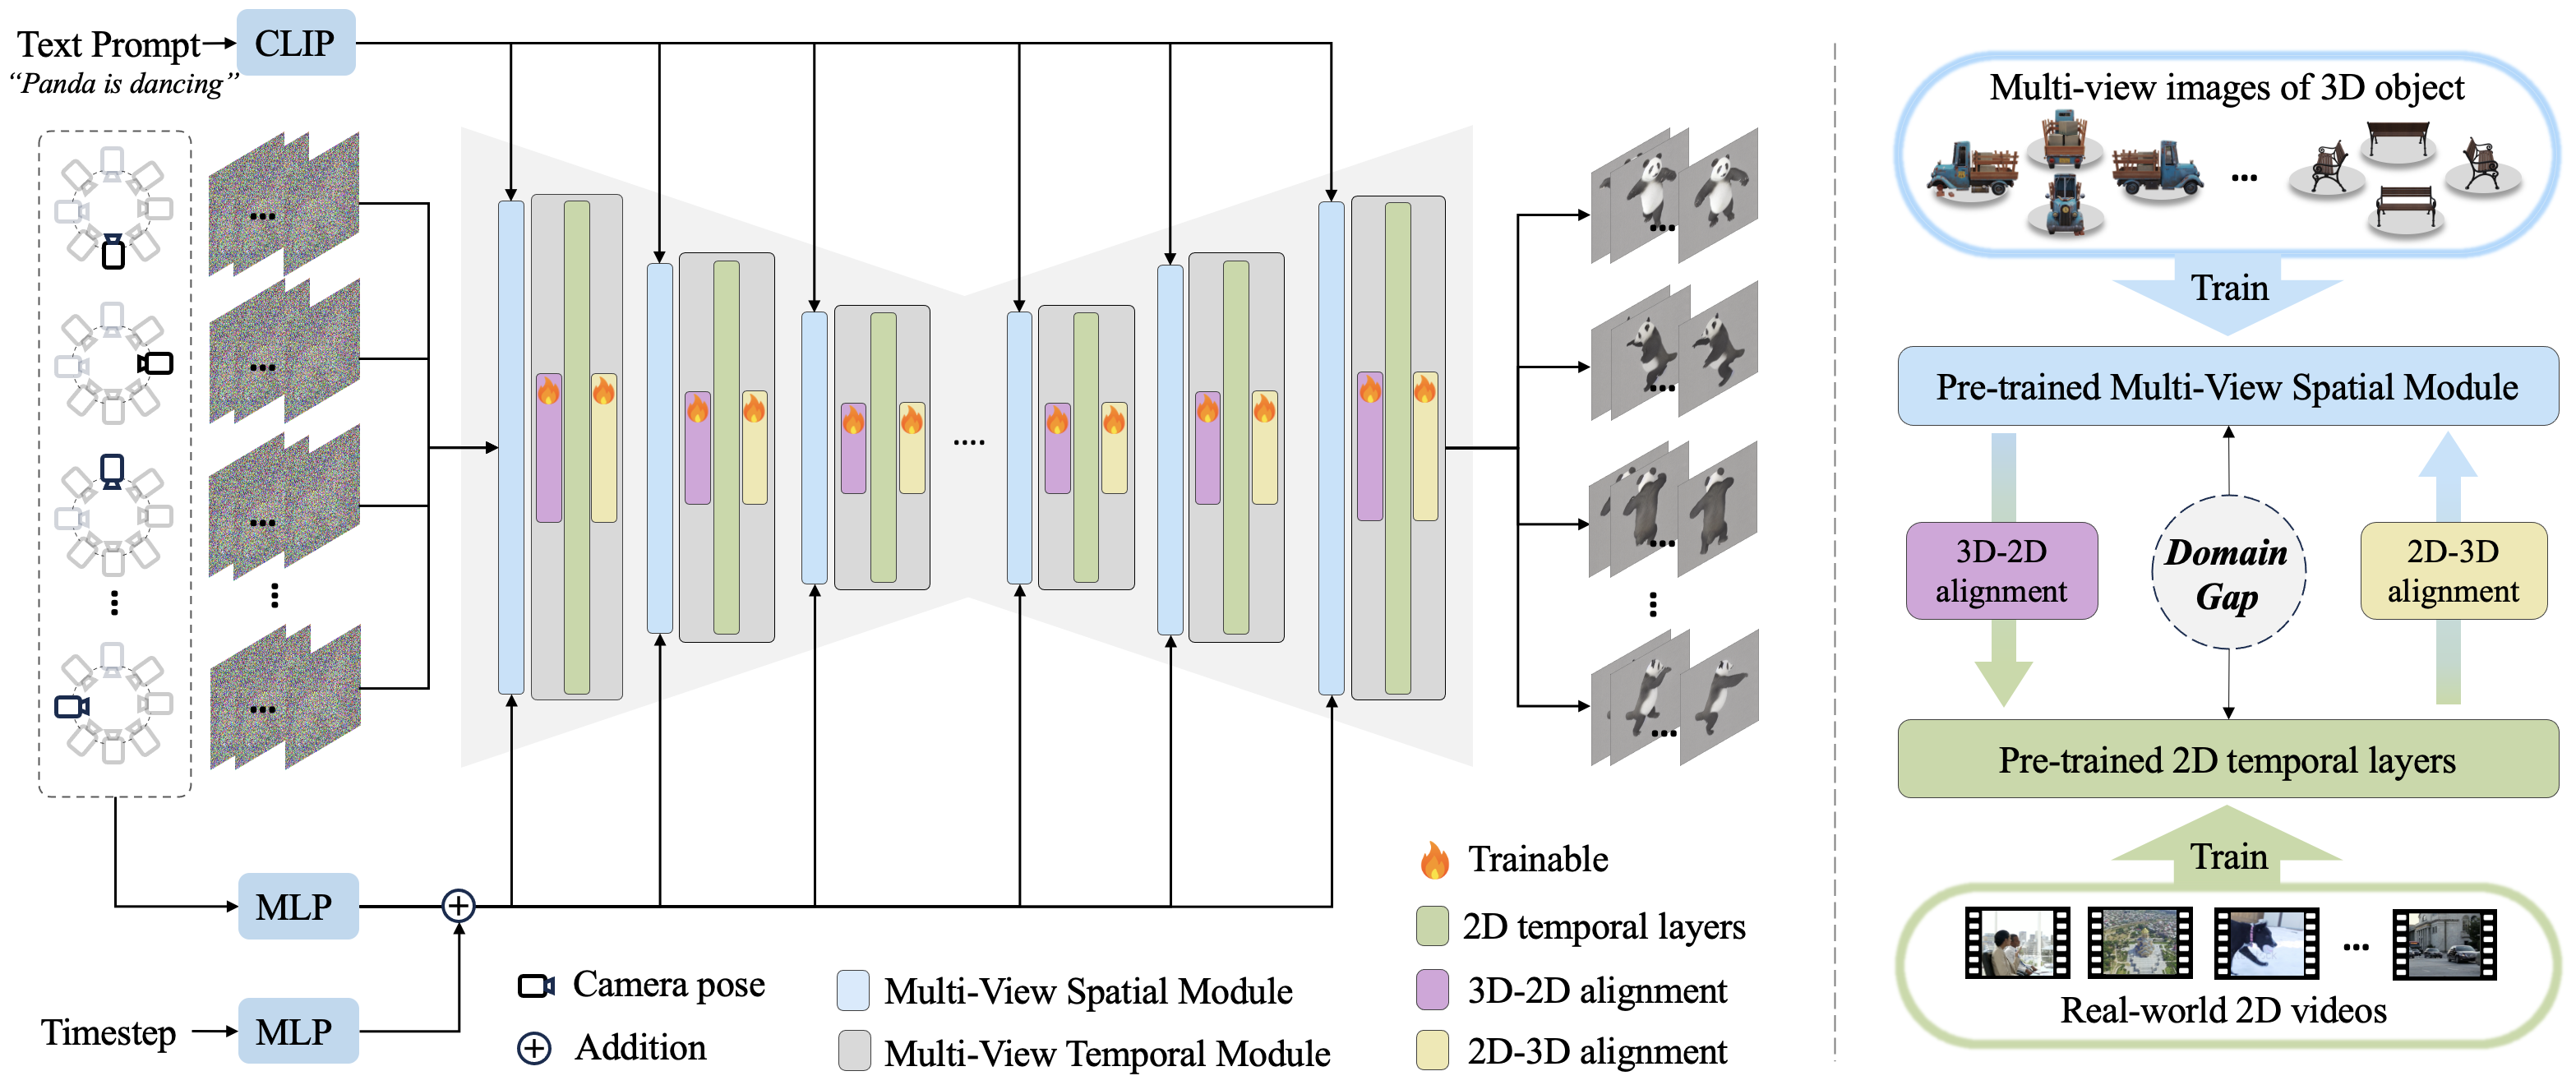 Text Prompt
“Panda is dancing”
CLIP
MLP
Timestep
MLP
Camera pose
Addition
Multi-View Spatial Module
Multi-View Temporal Module
Trainable
2D temporal layers
3D-2D alignment
2D-3D alignment
Multi-view images of 3D object
Train
Pre-trained Multi-View Spatial Module
3D-2D
alignment
Domain
Gap
2D-3D
alignment
Pre-trained 2D temporal layers
Train
Real-world 2D videos